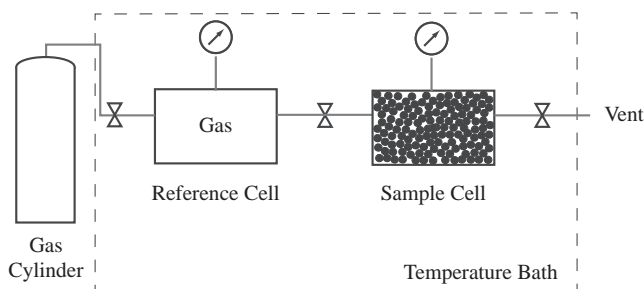 Gas
Vent
Reference Cell
Sample Cell
Gas
Cylinder
Temperature Bath